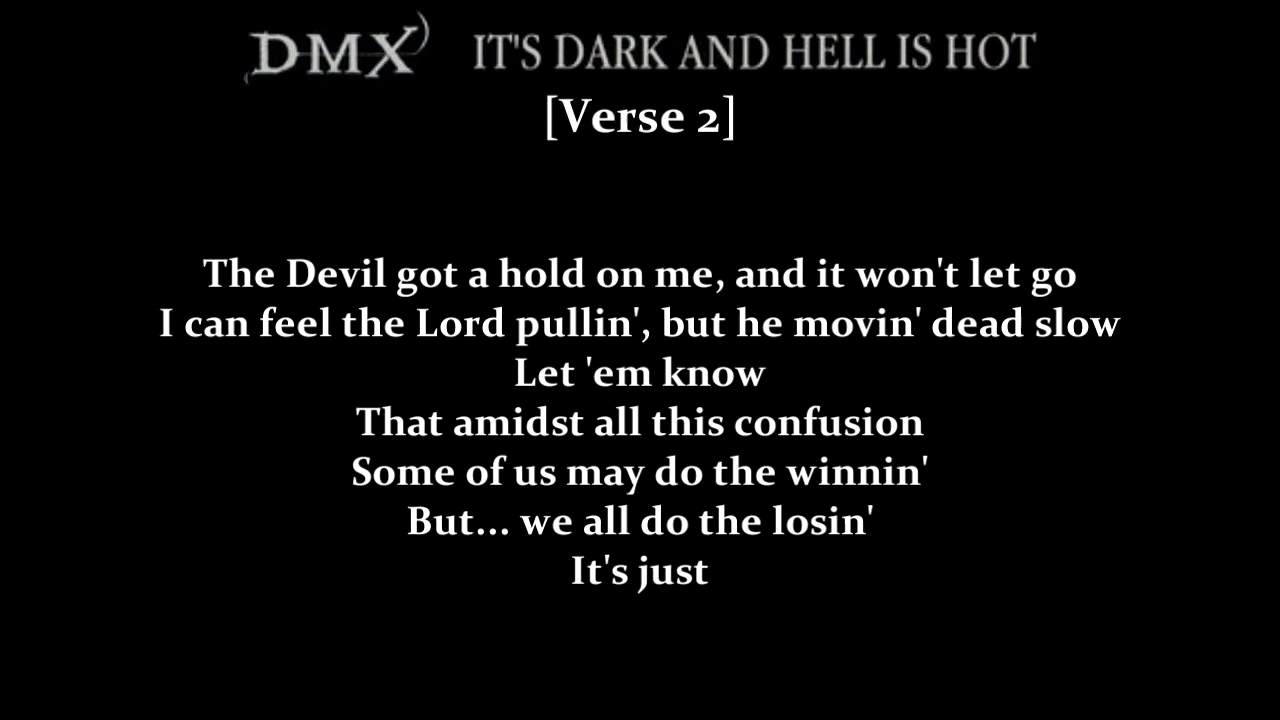 DMX IT'S DARK AND HELL IS HOT
[Verse 2]
The Devil got a hold on me, and it won't let go
I can feel the Lord pullin', but he movin' dead slow
Let 'em know
That amidst all this confusion
Some of us may do the winnin'
But... we all do the losin'
It's just